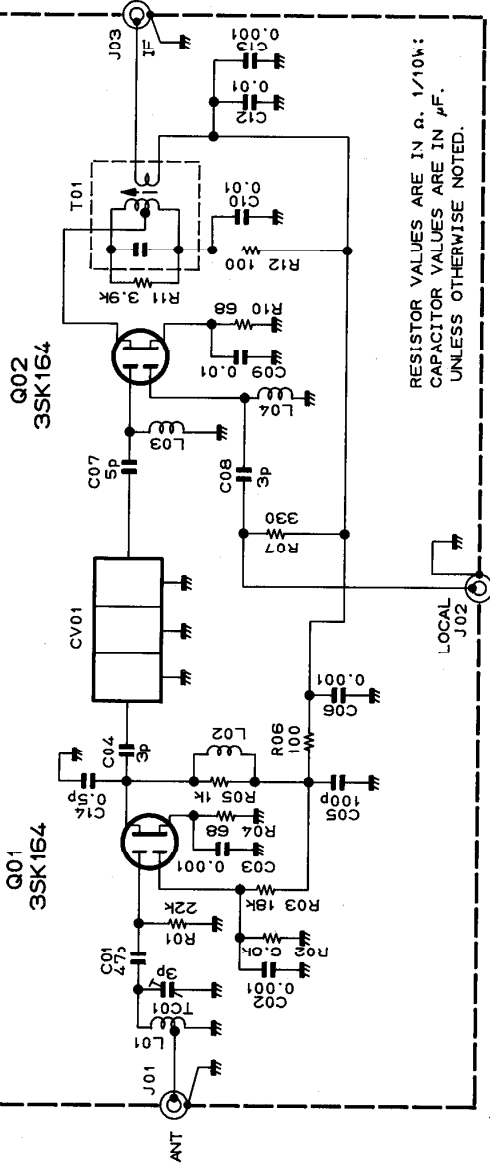 Q01
3SK164
Q02
3SK164
ANT
J01
L01
TC01
3p
C01
R01
22k
C02
0.001
R03 18k
C03
0.001
R04
68
C14
0.5p
C04
3p
R05 1k
L02
C05
100p
R06
100
C06
0.001
CV01
C07
5p
L03
C08
3p
R07
330
L04
LOCAL
J02
C09 0.01
R10
68
R11 3.9k
T01
C10
0.01
R12 100
C12
0.01
C13
0.001
J03
IF
RESISTOR VALUES ARE IN Ω. 1/10W:
CAPACITOR VALUES ARE IN μF.
UNLESS OTHERWISE NOTED.